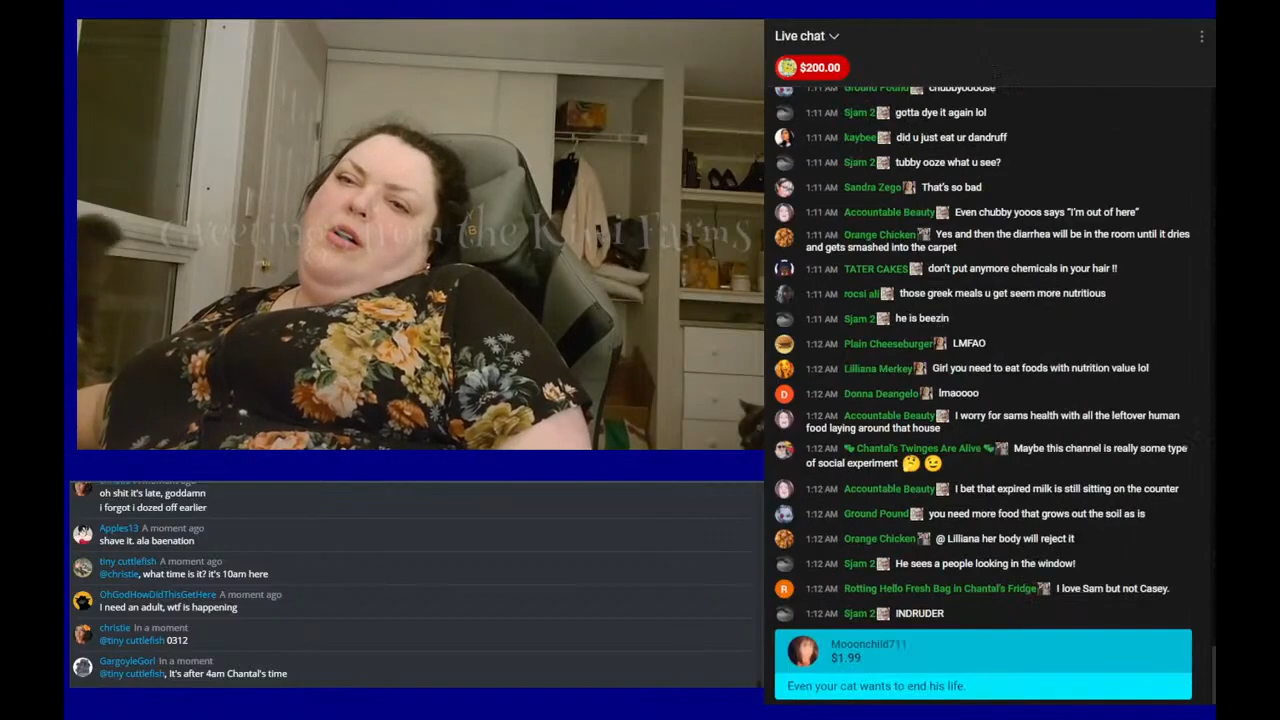 Live chat
$200.00
Ground Pound chubbyoooose
1:11 AM Sjam 2 gotta dye it again lol
1:11 AM kaybee did u just eat ur dandruff
1:11 AM Sjam 2 tubby ooze what u see?
1:11 AM Sandra Zego That's so bad
1:11 AM Accountable Beauty Even chubby yooos says “I'm out of here”
1:11 AM Orange Chicken Yes and then the diarrhea will be in the room until it dries
and gets smashed into the carpet
1:11 AM TATER CAKES don't put anymore chemicals in your hair !!
1:11 AM rocsi ali those greek meals u get seem more nutritious
1:11 AM Sjam 2 he is beezin
1:12 AM Plain Cheeseburger LMFAO
1:12 AM Lilliana Merkey Girl you need to eat foods with nutrition value lol
1:12 AM Donna Deangelo lmaoooo
1:12 AM Accountable Beauty I worry for sams health with all the leftover human
food laying around that house
1:12 AM Chantal's Twinges Are Alive Maybe this channel is really some type
of social experiment 🤔 😉
1:12 AM Accountable Beauty I bet that expired milk is still sitting on the counter
1:12 AM Ground Pound you need more food that grows out the soil as is
1:12 AM Orange Chicken @ Lilliana her body will reject it
1:12 AM Sjam 2 He sees a people looking in the window!
1:12 AM Rotting Hello Fresh Bag in Chantal's Fridge I love Sam but not Casey.
1:12 AM Sjam 2 INDRUDER
Mooonchild711
$1.99
Even your cat wants to end his life.
from the Kiwi Farms
oh shit it's late, goddamn
i forgot i dozed off earlier
Apples13 A moment ago
shave it. ala baenation
tiny cuttlefish A moment ago
@christie, what time is it? it's 10am here
OhGodHowDidThisGetHere A moment ago
I need an adult, wtf is happening
christie In a moment
@tiny cuttlefish 0312
GargoyleGorl In a moment
@tiny cuttlefish, It's after 4am Chantal's time